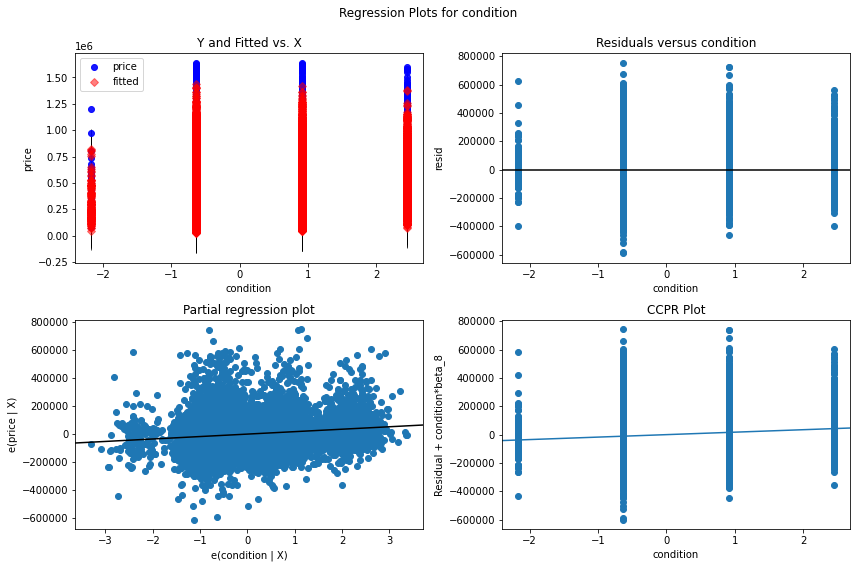 Regression Plots for condition
Y and Fitted vs. X
1e6
price
fitted
1.50
1.25
1.00
0.75
0.50
0.25
0.00
−0.25
price
−2 −1 0 1 2
condition
Residuals versus condition
800000
600000
400000
200000
0
−200000
−400000
−600000
resid
−2 −1 0 1 2
condition
Partial regression plot
800000
600000
400000
200000
0
−200000
−400000
−600000
e(price | X)
−3 −2 −1 0 1 2 3
e(condition | X)
CCPR Plot
800000
600000
400000
200000
0
−200000
−400000
−600000
Residual + condition*beta_8
−2 −1 0 1 2
condition